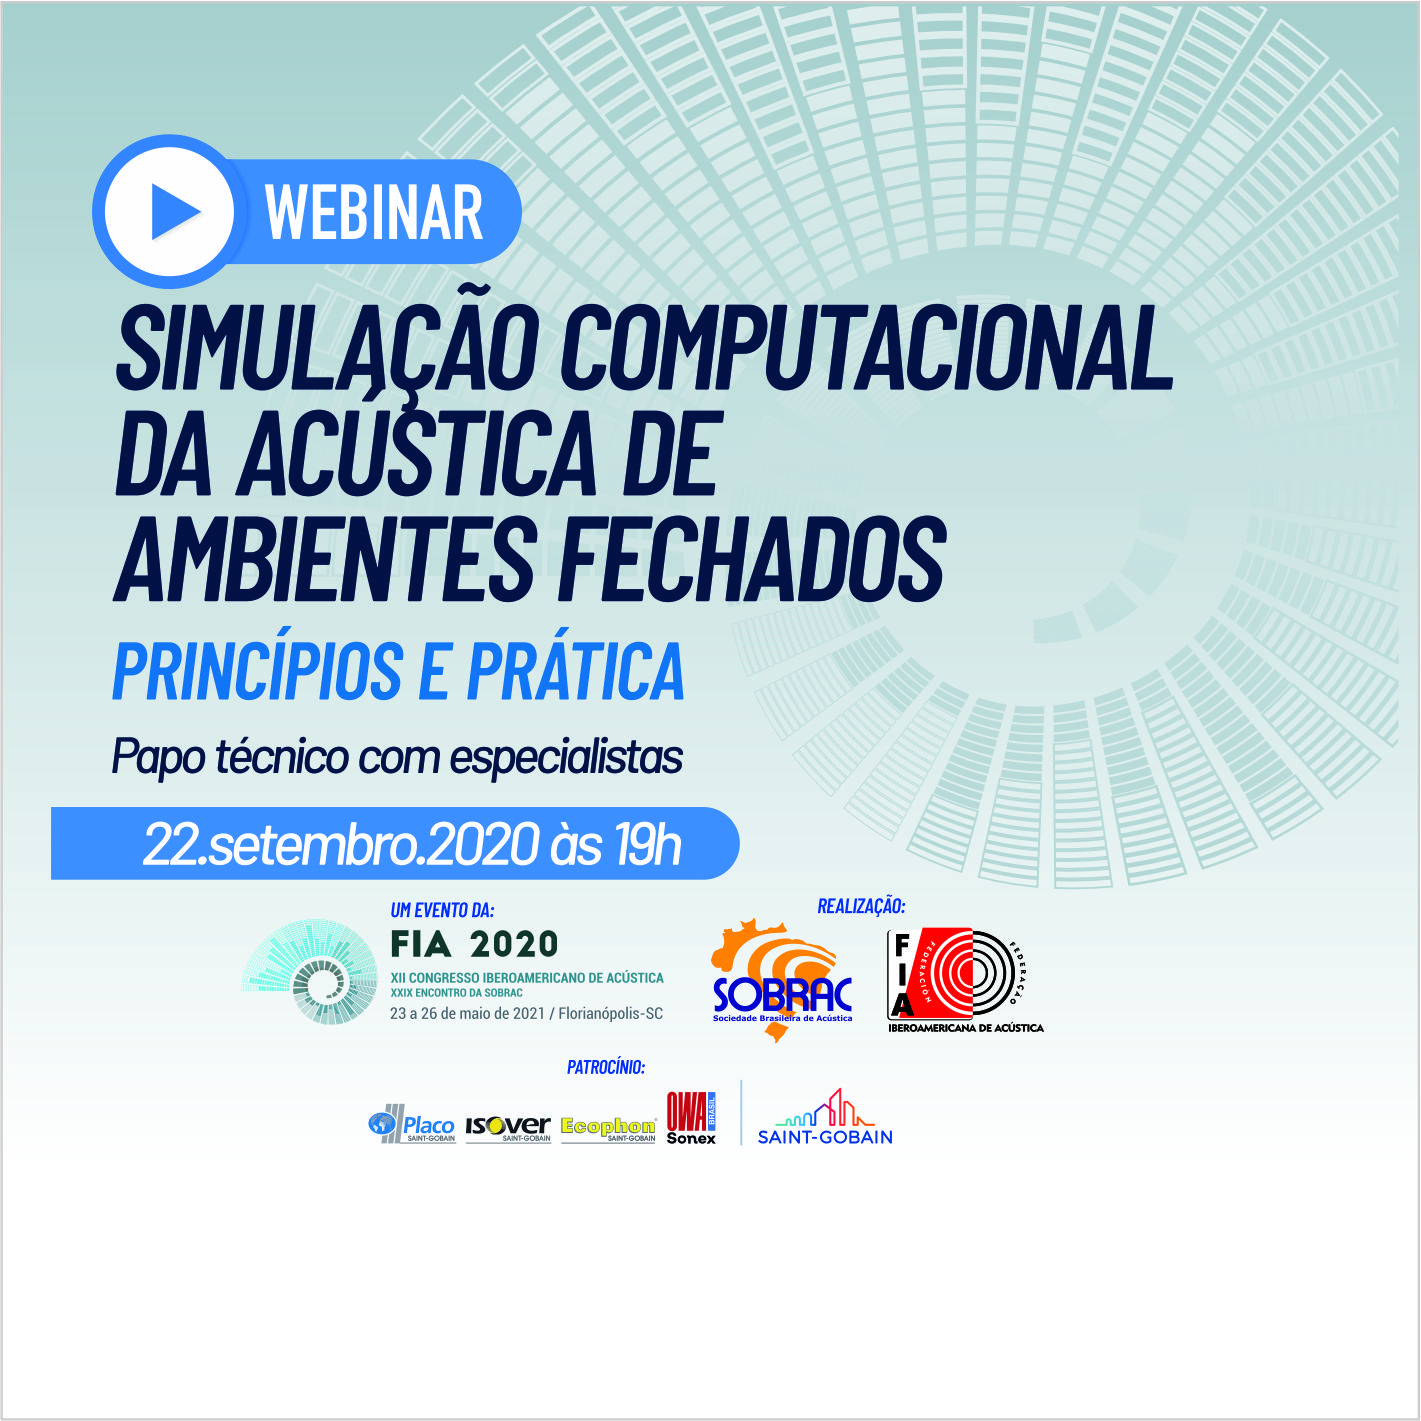 WEBINAR
SIMULAÇÃO COMPUTACIONAL
DA ACÚSTICA DE
AMBIENTES FECHADOS
PRINCÍPIOS E PRÁTICA
Papo técnico com especialistas
22.setembro.2020 às 19h
UM EVENTO DA:
FIA 2020
XII CONGRESSO IBEROAMERICANO DE ACÚSTICA
XXIX ENCONTRO DA SOBRAC
23 a 26 de maio de 2021 / Florianópolis-SC
REALIZAÇÃO:
SOBRAC
Sociedade Brasileira de Acústica
FIA
FEDERACIÓN
FEDERAÇÃO
IBEROAMERICANA DE ACÚSTICA
PATROCÍNIO:
Placo
SAINT-GOBAIN
ISOVER
SAINT-GOBAIN
Ecophon®
SAINT-GOBAIN
OWA
BRASIL
Sonex
SAINT-GOBAIN